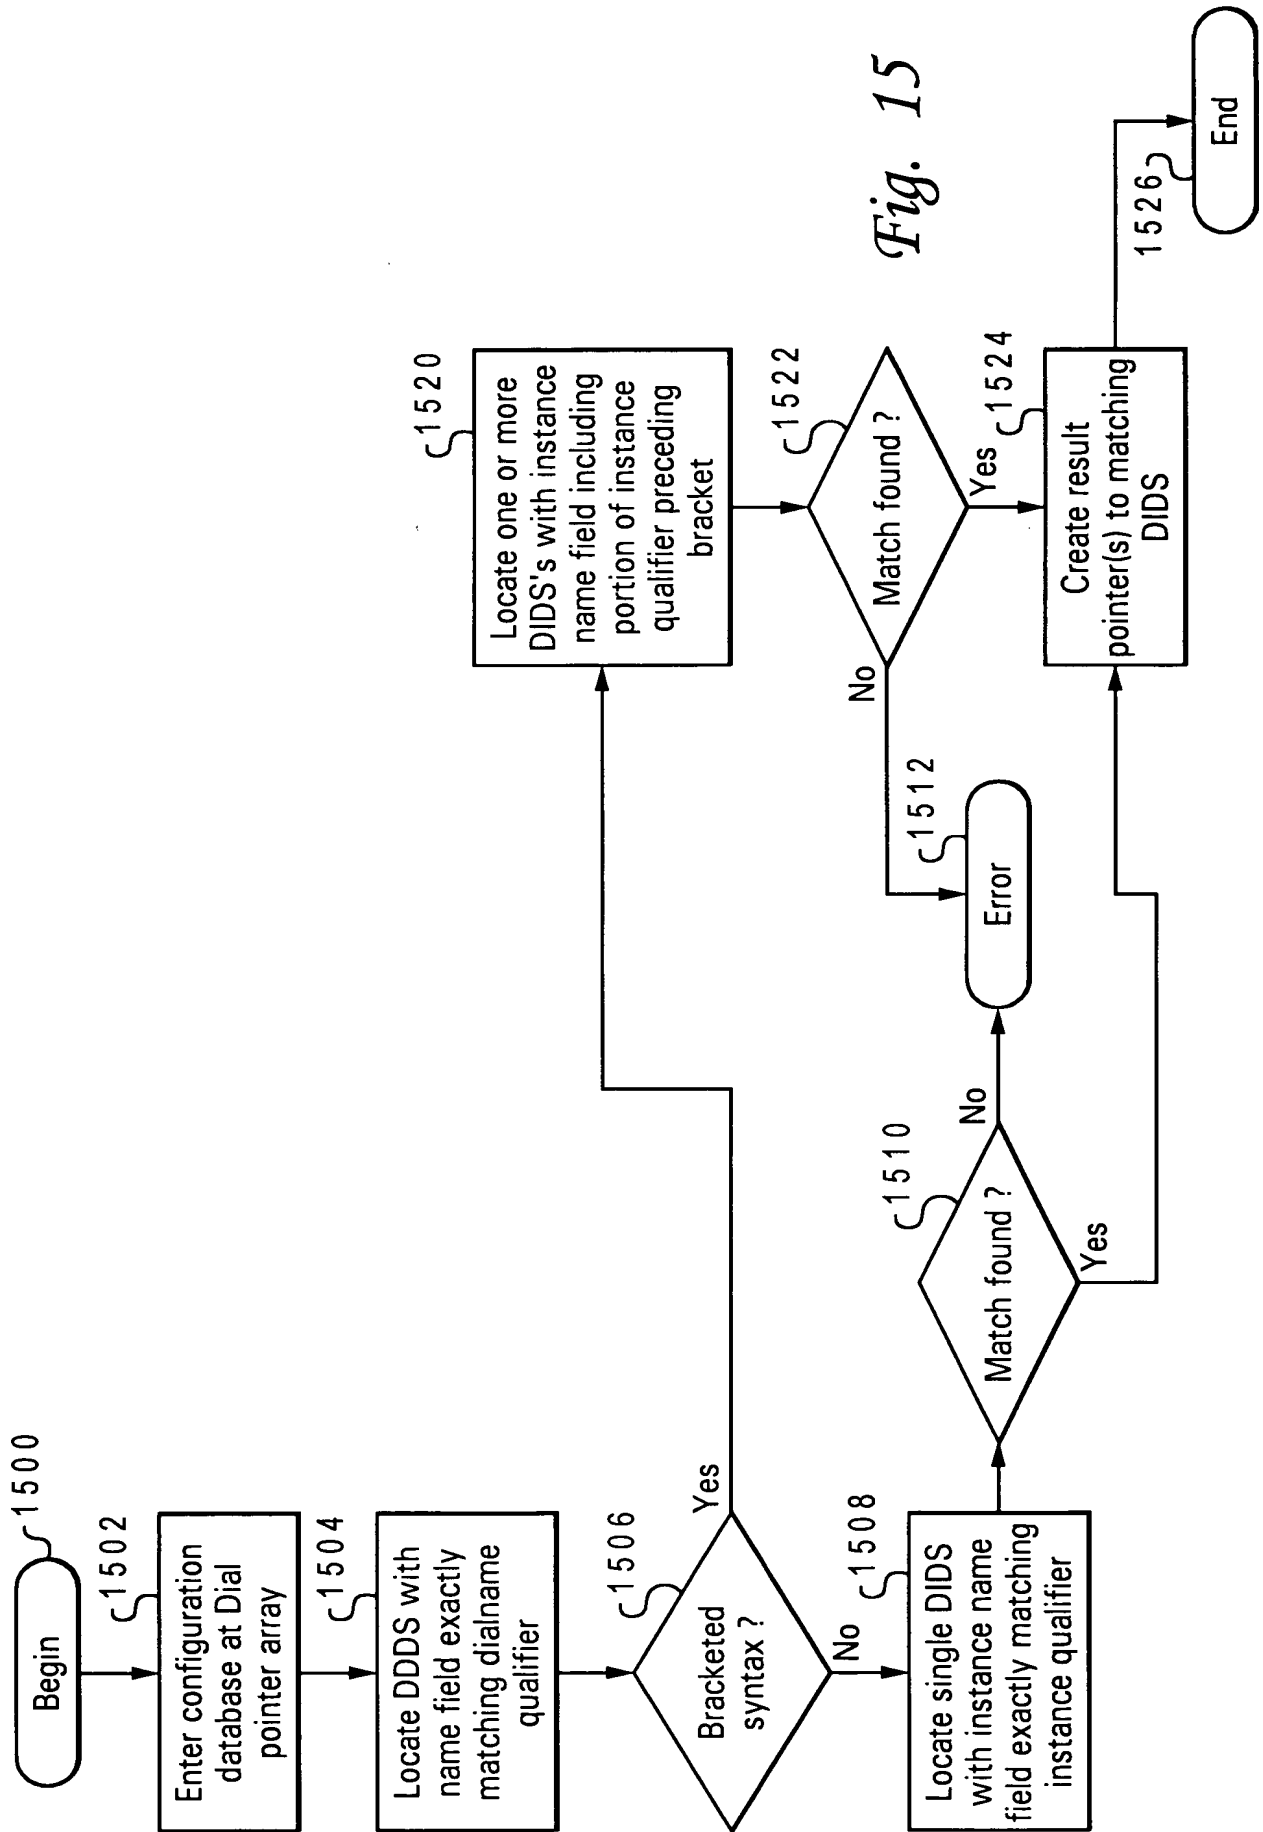 Begin
1500
Enter configuration
database at Dial
pointer array
1502
Locate DDDS with
name field exactly
matching dialname
qualifier
1504
Bracketed
syntax ?
1506
Yes
No
Locate single DIDS
with instance name
field exactly matching
instance qualifier
1508
Match found ?
1510
No
Yes
Error
1512
Locate one or more
DIDS's with instance
name field including
portion of instance
qualifier preceding
bracket
1520
Match found ?
1522
No
Yes
Create result
pointer(s) to matching
DIDS
1524
End
1526
Fig. 15